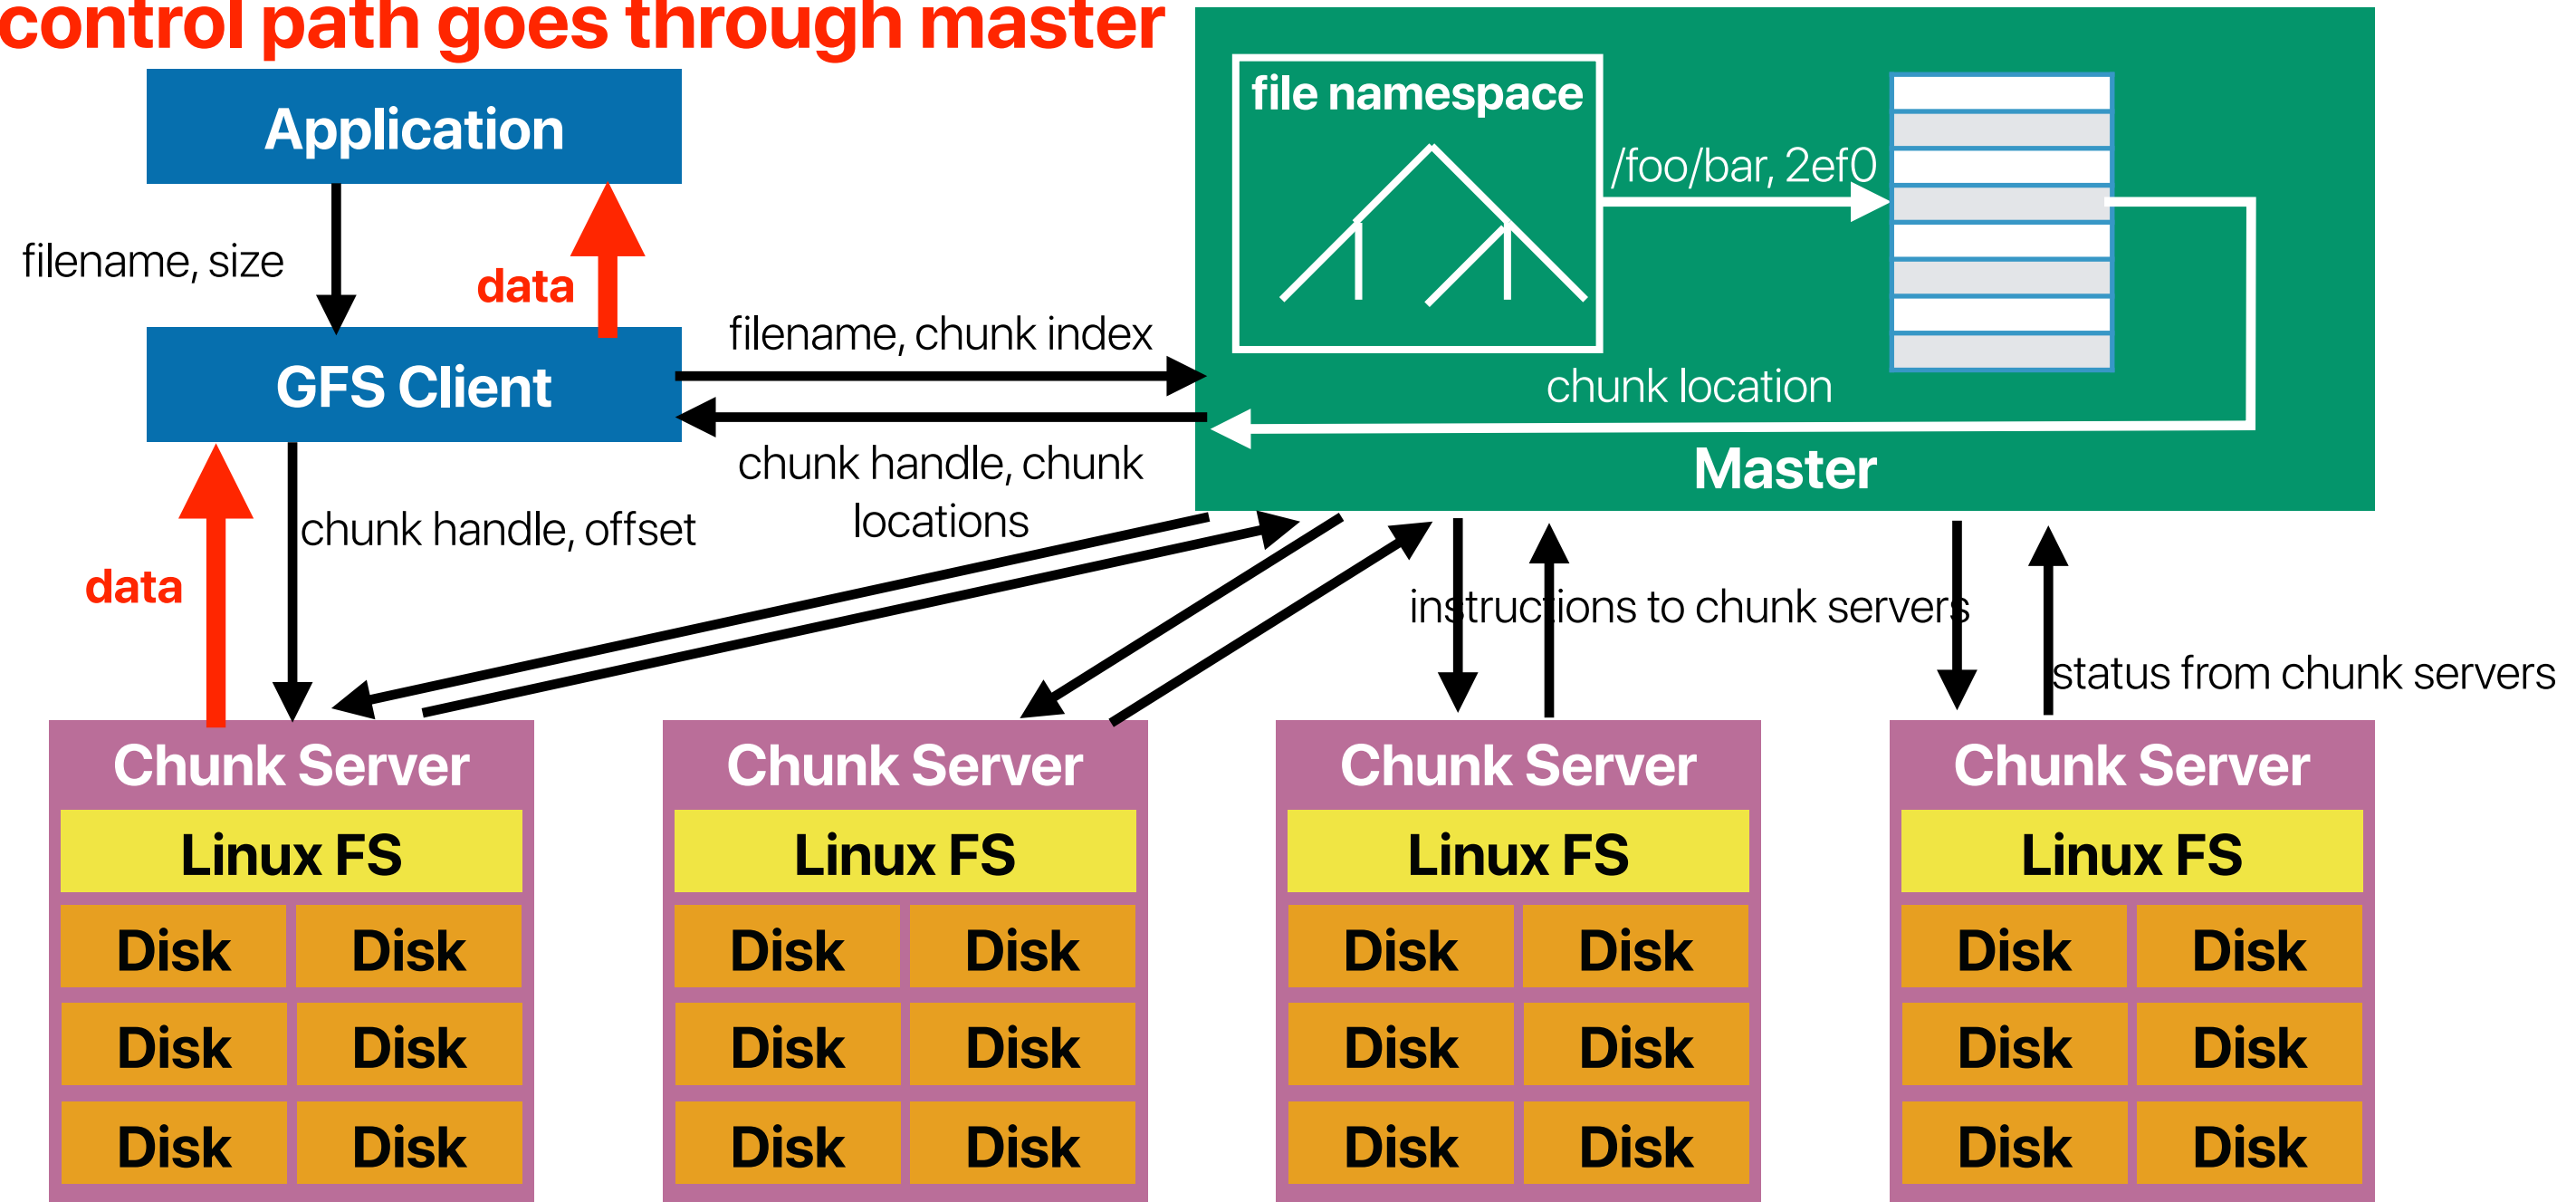 control path goes through master
file namespace
Application
/foo/bar, 2ef0
filename, size
data
filename, chunk index
GFS Client
chunk location
chunk handle, chunk
locations
Master
chunk handle, offset
data
instructions to chunk servers
status from chunk servers
Chunk Server
Linux FS
Disk Disk
Disk Disk
Disk Disk
Chunk Server
Linux FS
Disk Disk
Disk Disk
Disk Disk
Chunk Server
Linux FS
Disk Disk
Disk Disk
Disk Disk
Chunk Server
Linux FS
Disk Disk
Disk Disk
Disk Disk